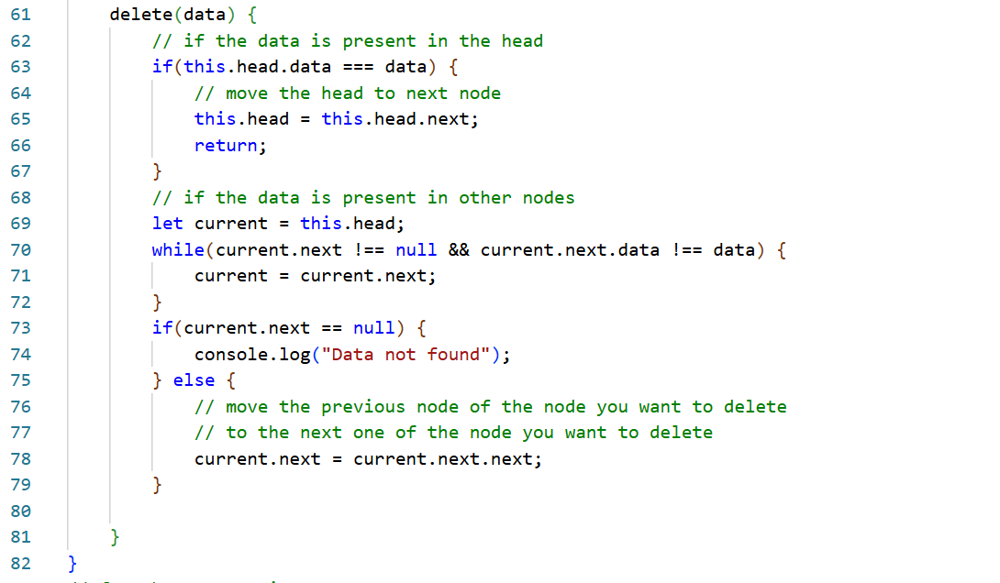 61 delete(data) {
62 // if the data is present in the head
63 if(this.head.data === data) {
64 // move the head to next node
65 this.head = this.head.next;
66 return;
67 }
68 // if the data is present in other nodes
69 let current = this.head;
70 while(current.next !== null && current.next.data !== data) {
71 current = current.next;
72 }
73 if(current.next == null) {
74 console.log("Data not found");
75 } else {
76 // move the previous node of the node you want to delete
77 // to the next one of the node you want to delete
78 current.next = current.next.next;
79 }
80
81 }
82 }